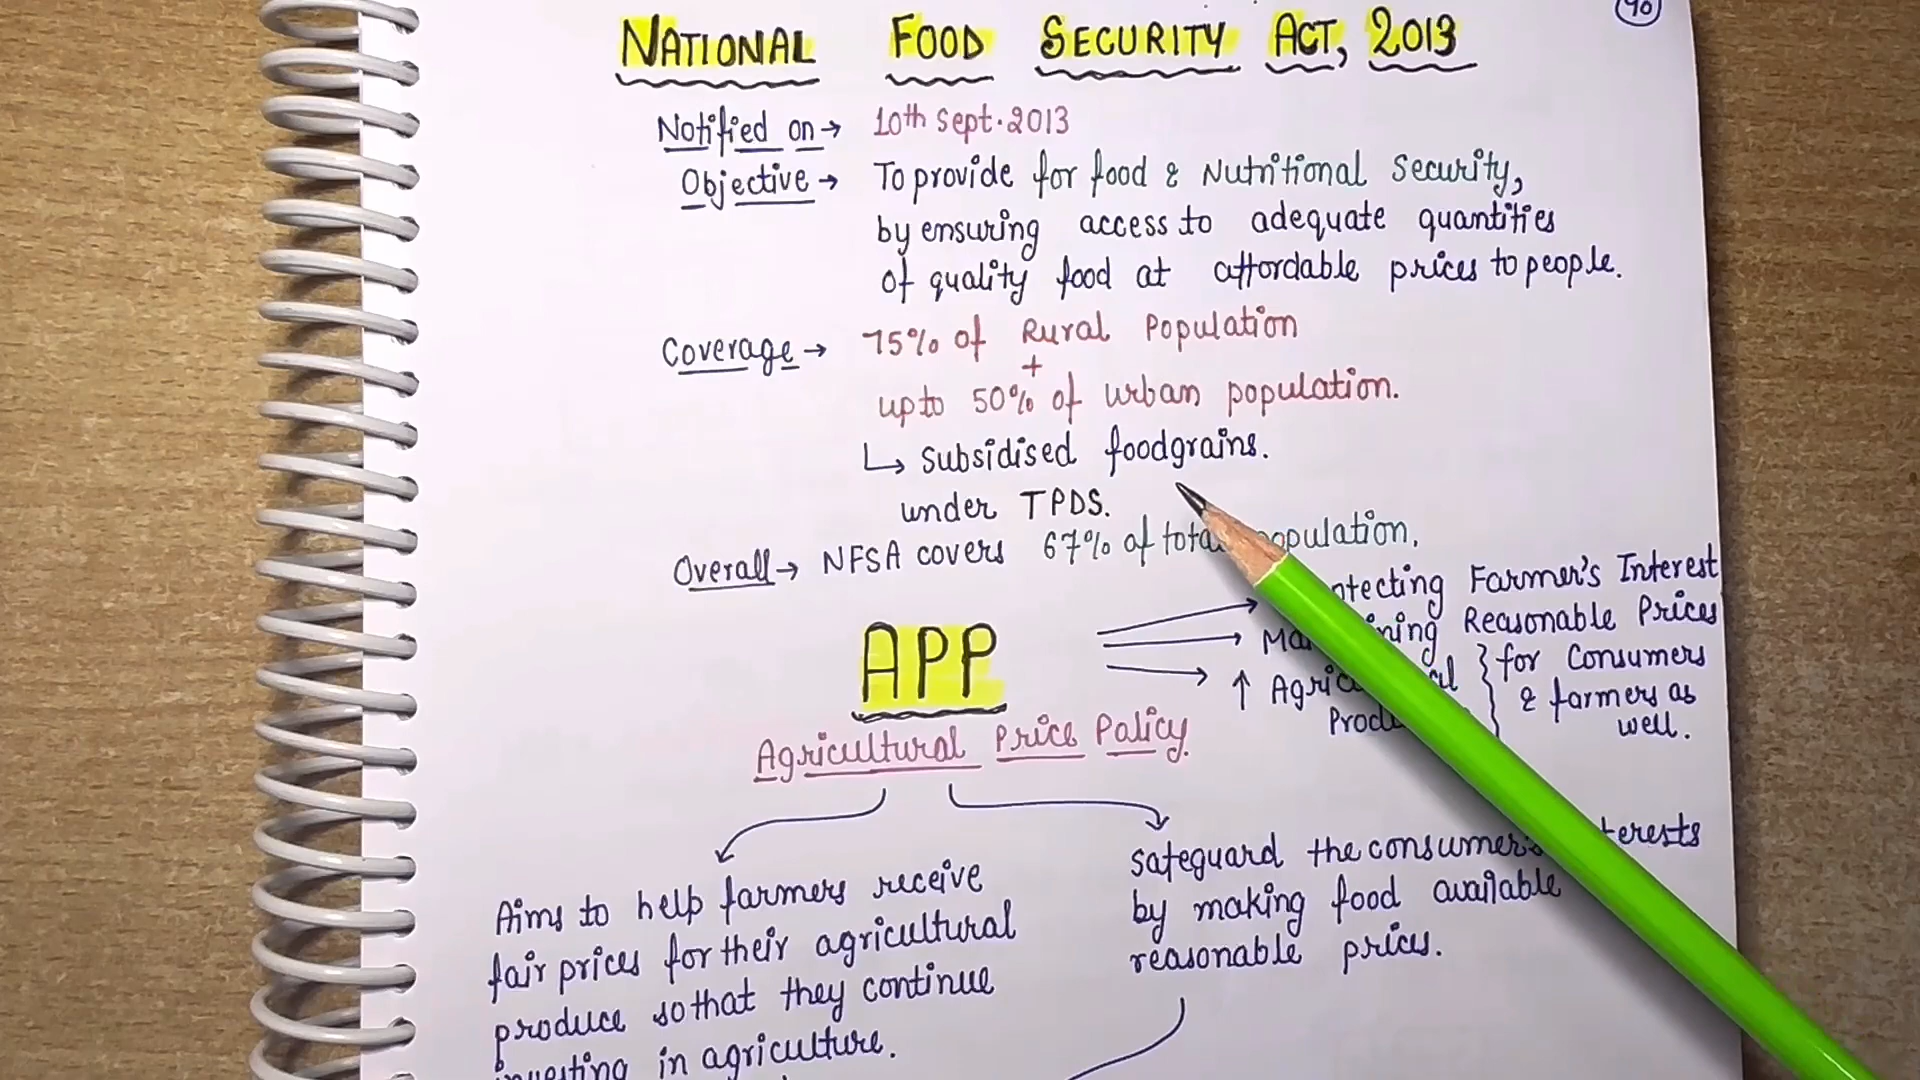 40
NATIONAL FOOD SECURITY ACT, 2013
Notified on → 10th Sept. 2013
Objective → To provide for food & Nutritional Security,
by ensuring access to adequate quantities
of quality food at affordable prices to people.
Coverage → 75% of Rural Population
+
upto 50% of urban population.
↳ Subsidised foodgrains.
under TPDS.
Overall → NFSA covers 67% of total population.
Farmer's Interest
Reasonable Prices
↑ } for Consumers
& farmers as
well.
APP
Agricultural Price Policy
Aims to help farmers receive
fair prices for their agricultural
produce so that they continue
investing in agriculture.
Safeguard the consumer's
by making food available
reasonable prices.